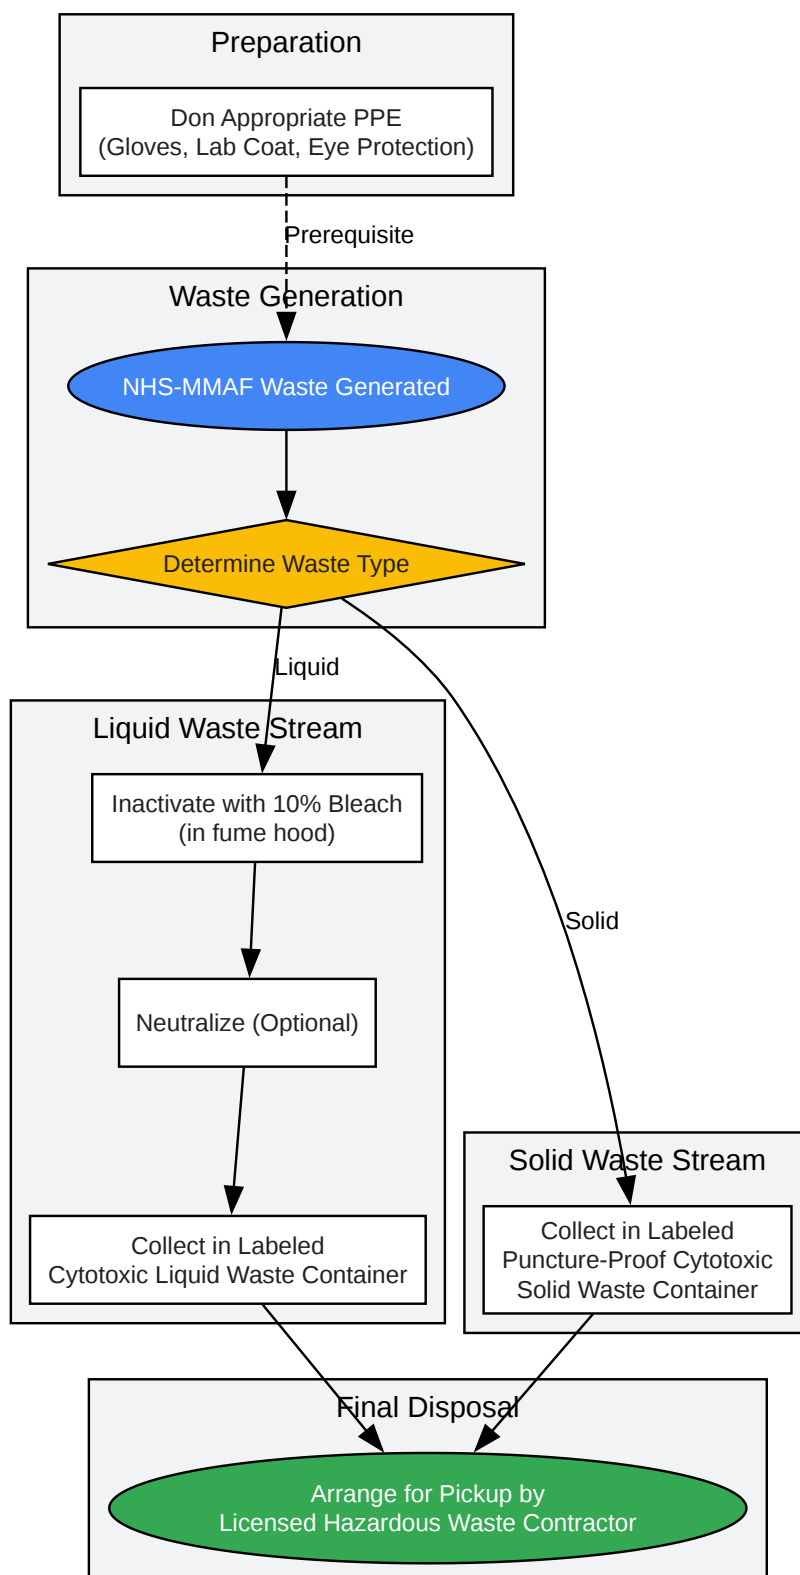 Preparation
Don Appropriate PPE
(Gloves, Lab Coat, Eye Protection)
Prerequisite
Waste Generation
NHS-MMAF Waste Generated
Determine Waste Type
Liquid
Liquid Waste Stream
Inactivate with 10% Bleach
(in fume hood)
Solid
Neutralize (Optional)
Solid Waste Stream
Collect in Labeled
Cytotoxic Liquid Waste Container
Collect in Labeled
Puncture-Proof Cytotoxic
Solid Waste Container
Final Disposal
Arrange for Pickup by
Licensed Hazardous Waste Contractor